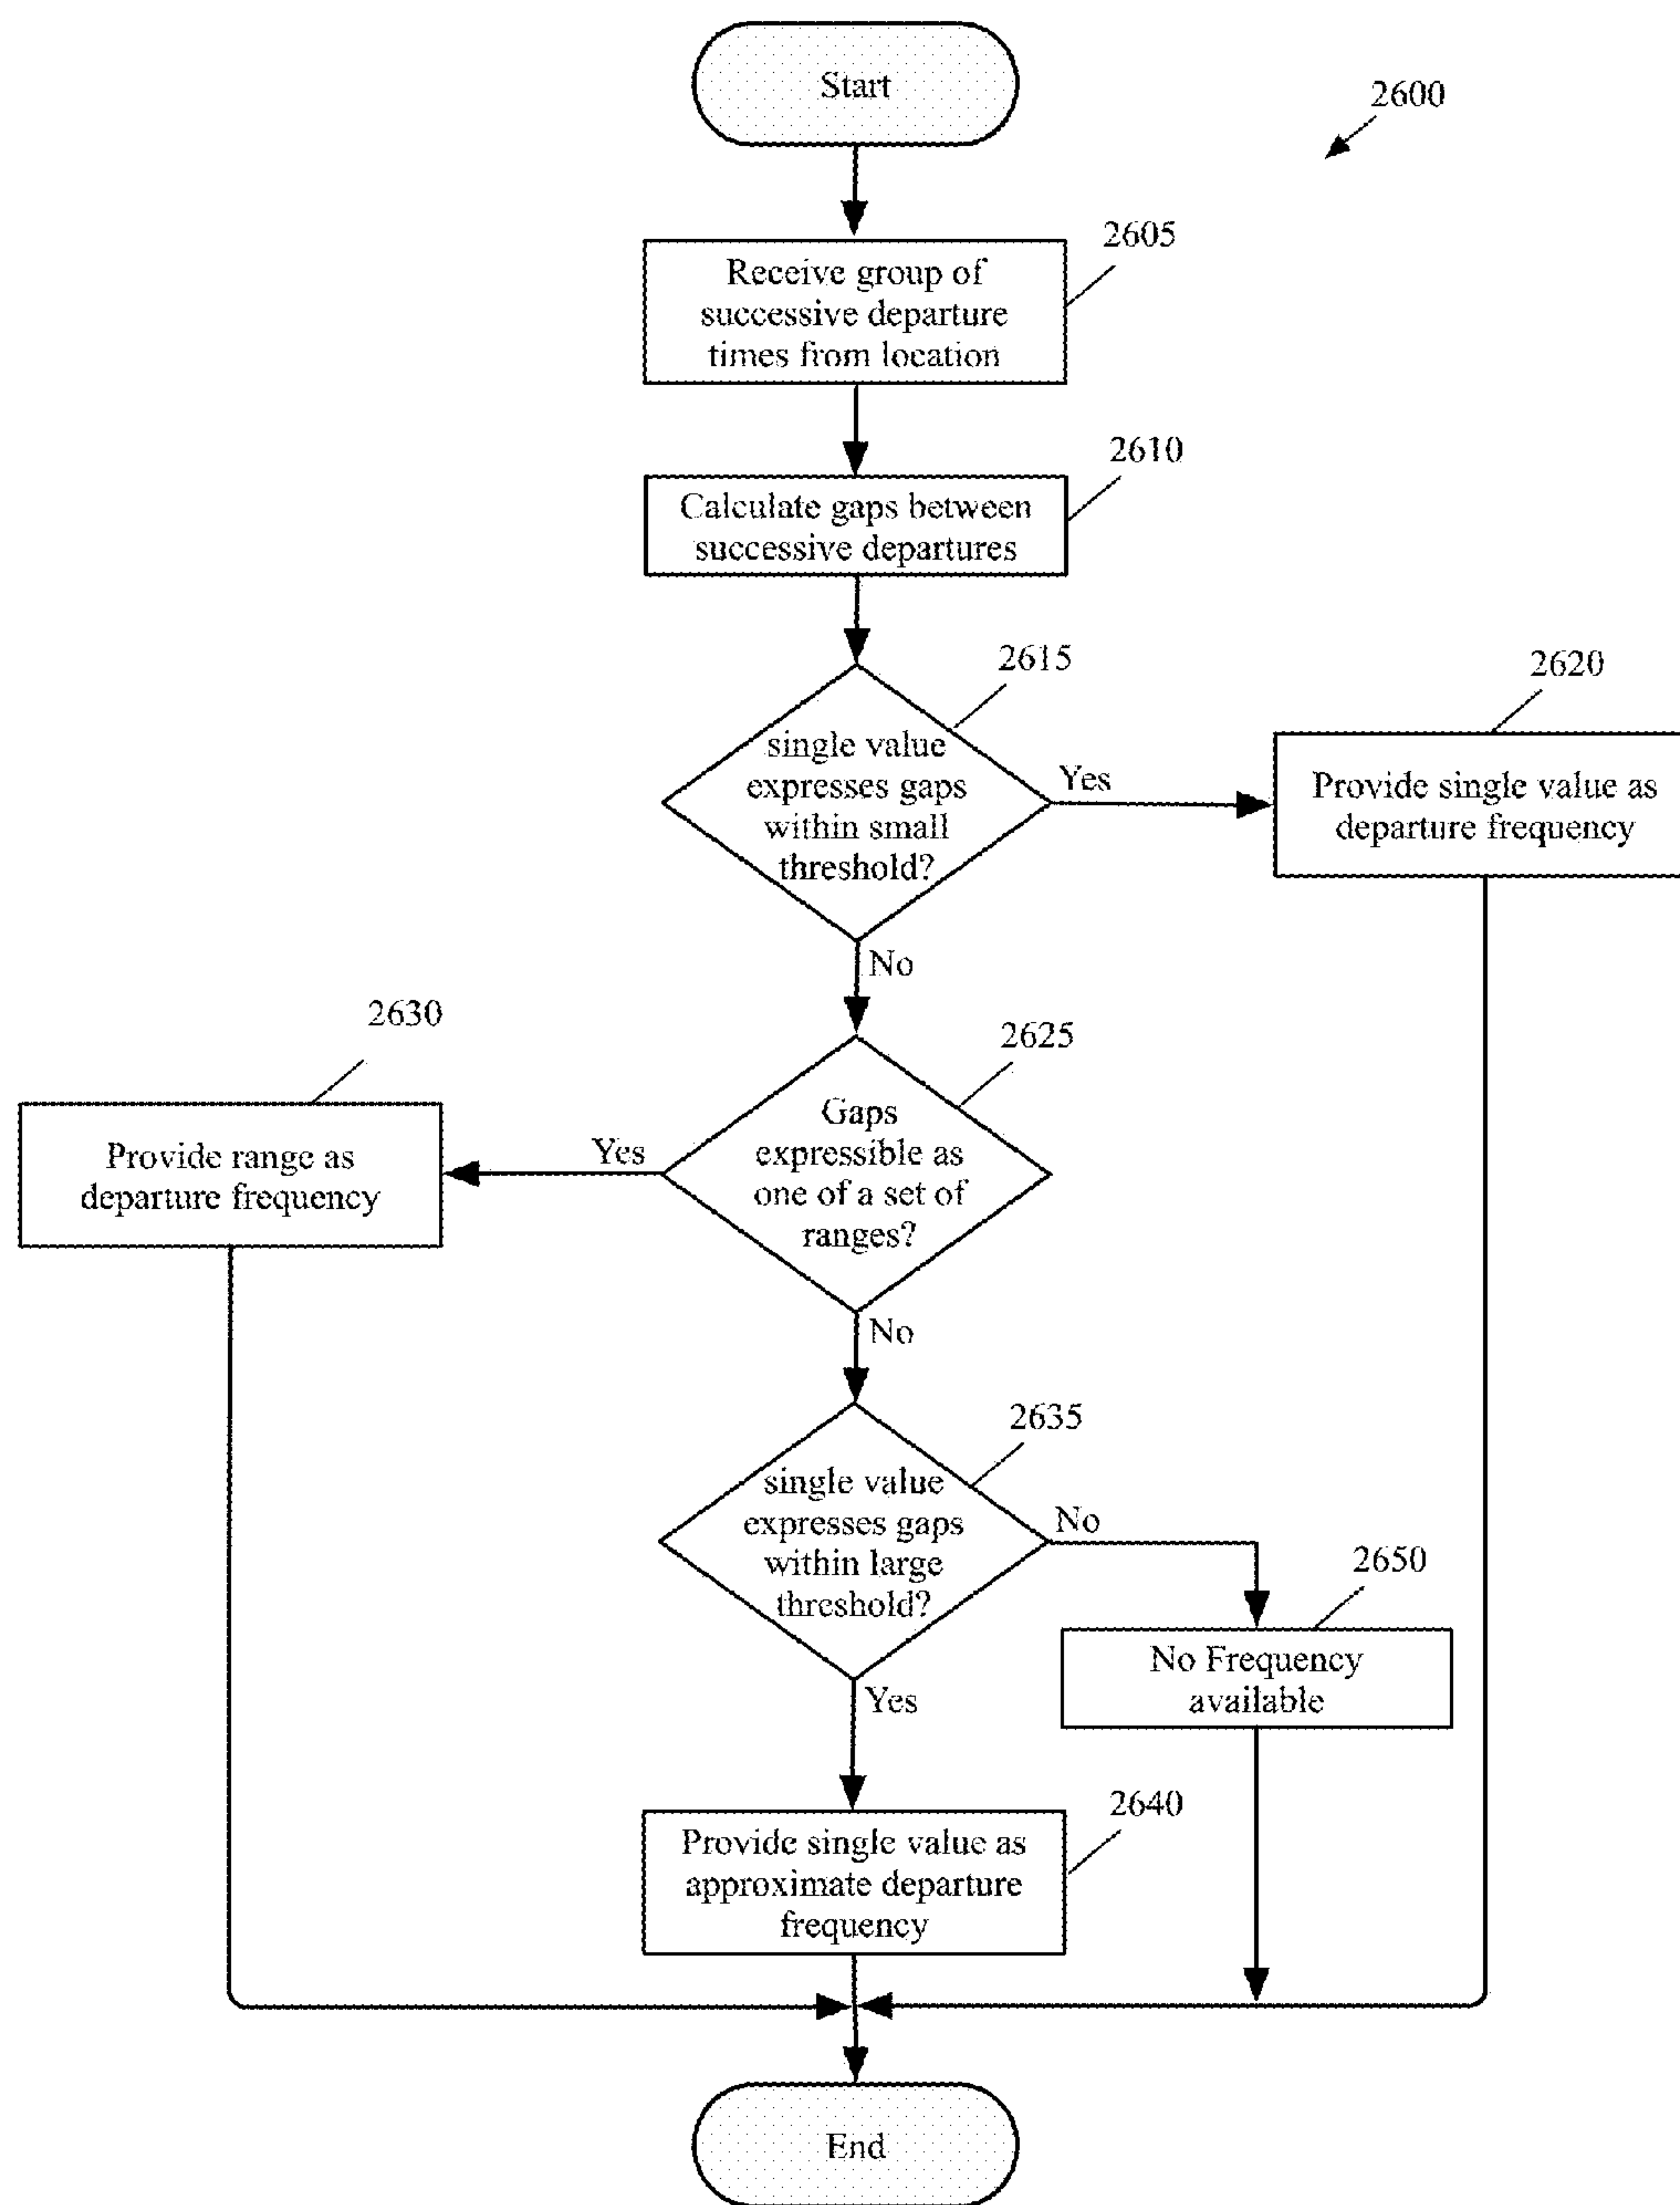 Start
2600
2605
Receive group of
successive departure
times from location
2610
Calculate gaps between
successive departures
2615
single value
expresses gaps
within small
threshold?
Yes
2620
Provide single value as
departure frequency
No
2630
Provide range as
departure frequency
Yes
2625
Gaps
expressible as
one of a set of
ranges?
No
2635
single value
expresses gaps
within large
threshold?
No
2650
No Frequency
available
Yes
2640
Provide single value as
approximate departure
frequency
End